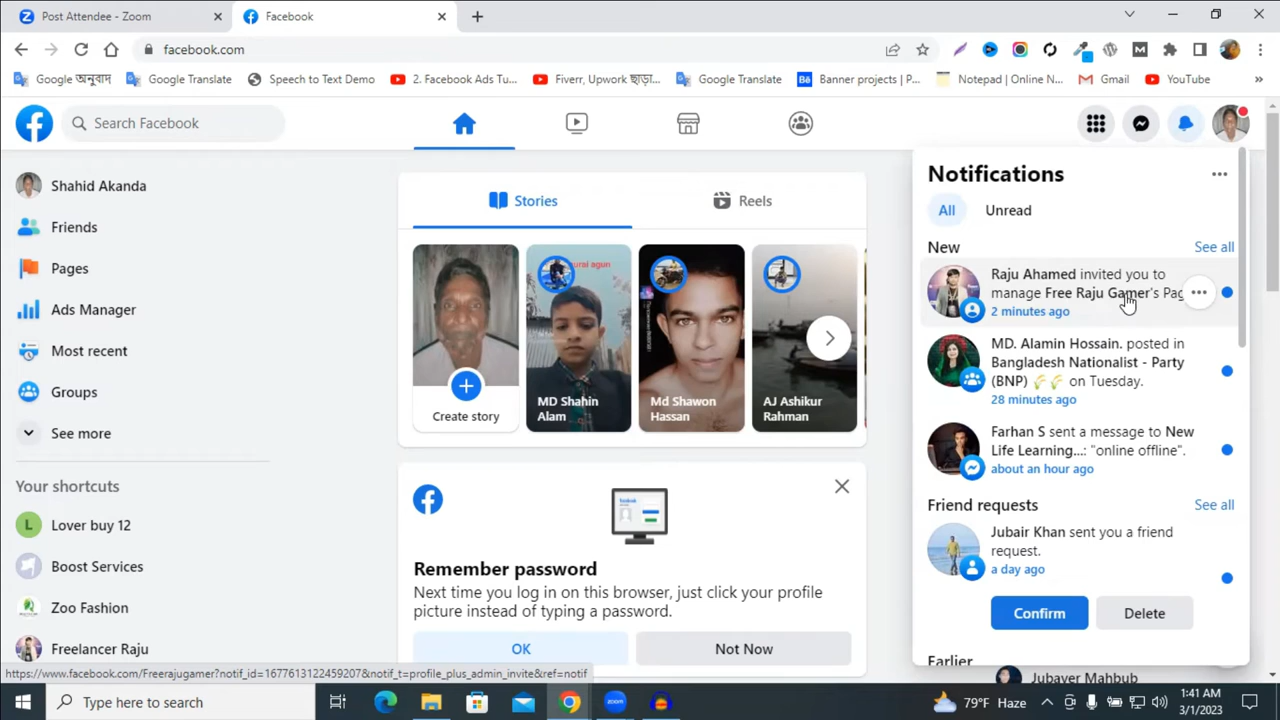 Post Attendee - Zoom
Facebook
facebook.com
Google অনুবাদ
Google Translate
Speech to Text Demo
2. Facebook Ads Tu...
Fiverr, Upwork ছাড়া...
Google Translate
Banner projects | P...
Notepad | Online N...
Gmail
YouTube
Search Facebook
Shahid Akanda
Friends
Pages
Ads Manager
Most recent
Groups
See more
Your shortcuts
Lover buy 12
Boost Services
Zoo Fashion
Freelancer Raju
Stories
Reels
Create story
MD Shahin
Alam
Md Shawon
Hassan
AJ Ashikur
Rahman
Remember password
Next time you log in on this browser, just click your profile
picture instead of typing a password.
OK
Not Now
Notifications
All
Unread
New
See all
Raju Ahamed invited you to
manage Free Raju Gamer's Pag
2 minutes ago
MD. Alamin Hossain. posted in
Bangladesh Nationalist - Party
(BNP) 🌾🌾 on Tuesday.
28 minutes ago
Farhan S sent a message to New
Life Learning...: "online offline".
about an hour ago
Friend requests
See all
Jubair Khan sent you a friend
request.
a day ago
Confirm
Delete
Earlier
Jubayer Mahbub
https://www.facebook.com/Freerajugamer?notif_id=1677613122459207&notif_t=profile_plus_admin_invite&ref=notif
Type here to search
79°F Haze
1:41 AM
3/1/2023